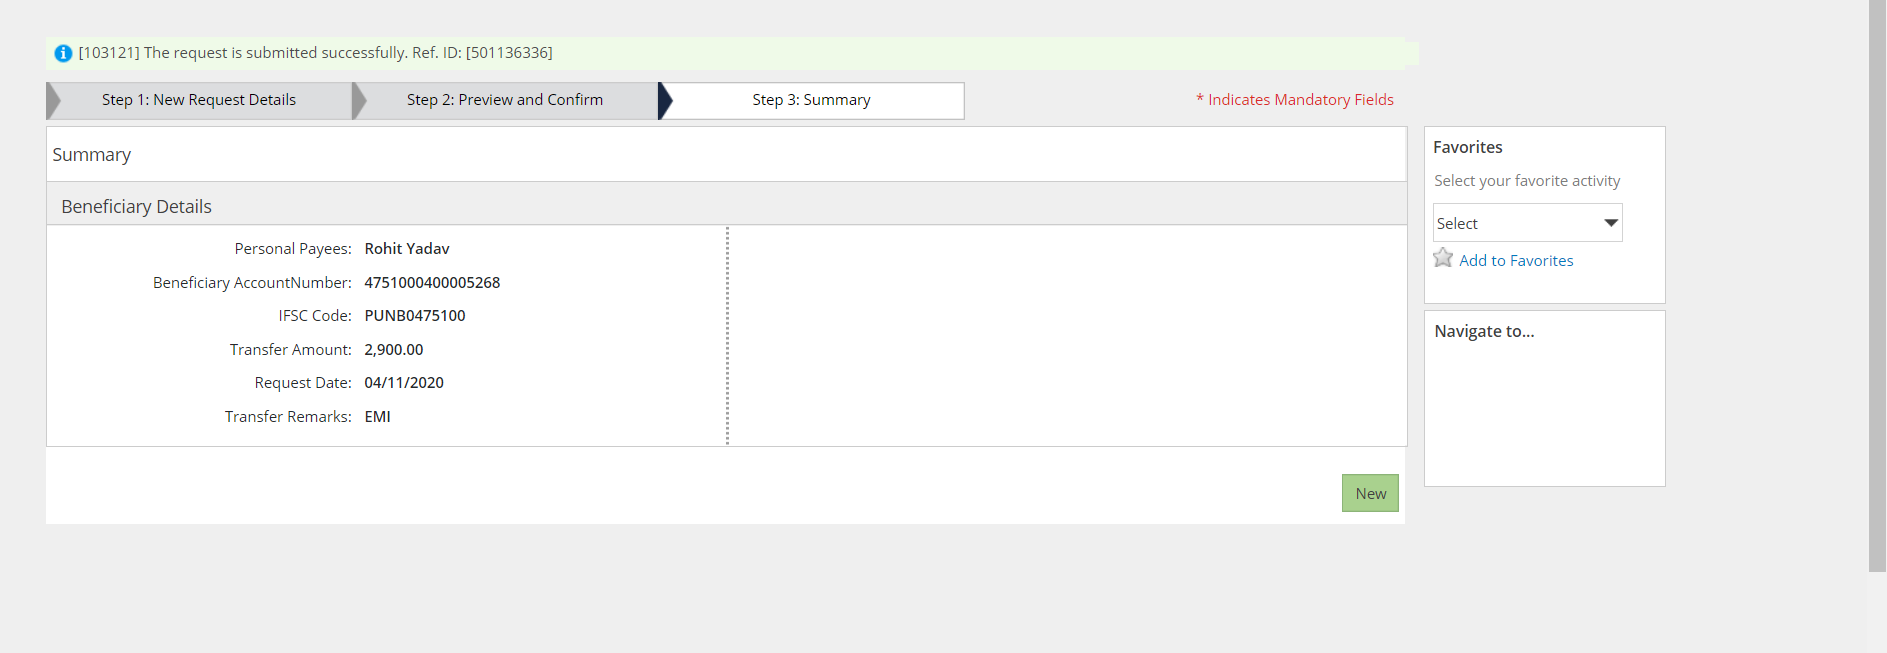 [103121] The request is submitted successfully. Ref. ID: [501136336]
Step 1: New Request Details
Step 2: Preview and Confirm
Step 3: Summary
* Indicates Mandatory Fields
Summary
Beneficiary Details
Personal Payees: Rohit Yadav
Beneficiary AccountNumber: 4751000400005268
IFSC Code: PUNB0475100
Transfer Amount: 2,900.00
Request Date: 04/11/2020
Transfer Remarks: EMI
New
Favorites
Select your favorite activity
Select
Add to Favorites
Navigate to...